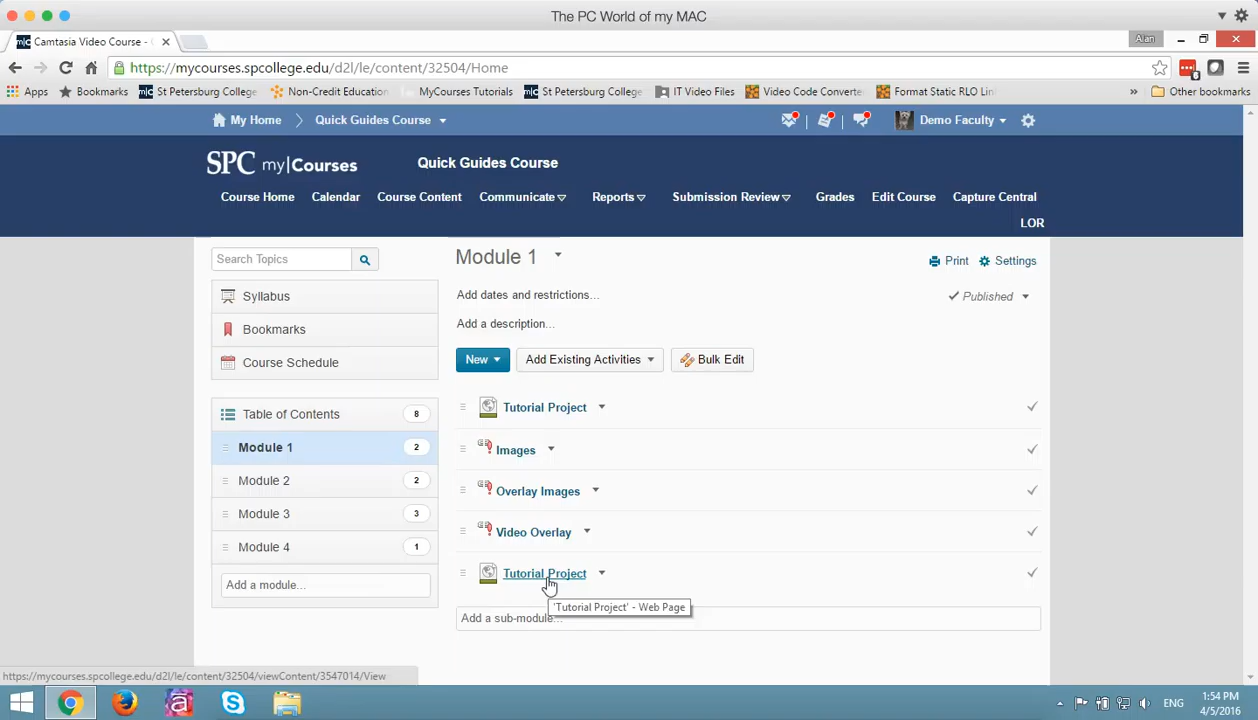 The PC World of my MAC
Camtasia Video Course -
Alan
https://mycourses.spcollege.edu/d2l/le/content/32504/Home
Apps Bookmarks St Petersburg College Non-Credit Education MyCourses Tutorials St Petersburg College IT Video Files Video Code Converte Format Static RLO Lin » Other bookmarks
My Home Quick Guides Course Demo Faculty
SPC my|Courses Quick Guides Course
Course Home Calendar Course Content Communicate Reports Submission Review Grades Edit Course Capture Central
LOR
Search Topics
Syllabus
Bookmarks
Course Schedule
Table of Contents 8
Module 1 2
Module 2 2
Module 3 3
Module 4 1
Add a module...
Module 1
Print Settings
Add dates and restrictions...
Published
Add a description...
New Add Existing Activities Bulk Edit
Tutorial Project
Images
Overlay Images
Video Overlay
Tutorial Project
'Tutorial Project' - Web Page
Add a sub-module...
https://mycourses.spcollege.edu/d2l/le/content/32504/viewContent/3547014/View
ENG
1:54 PM
4/5/2016